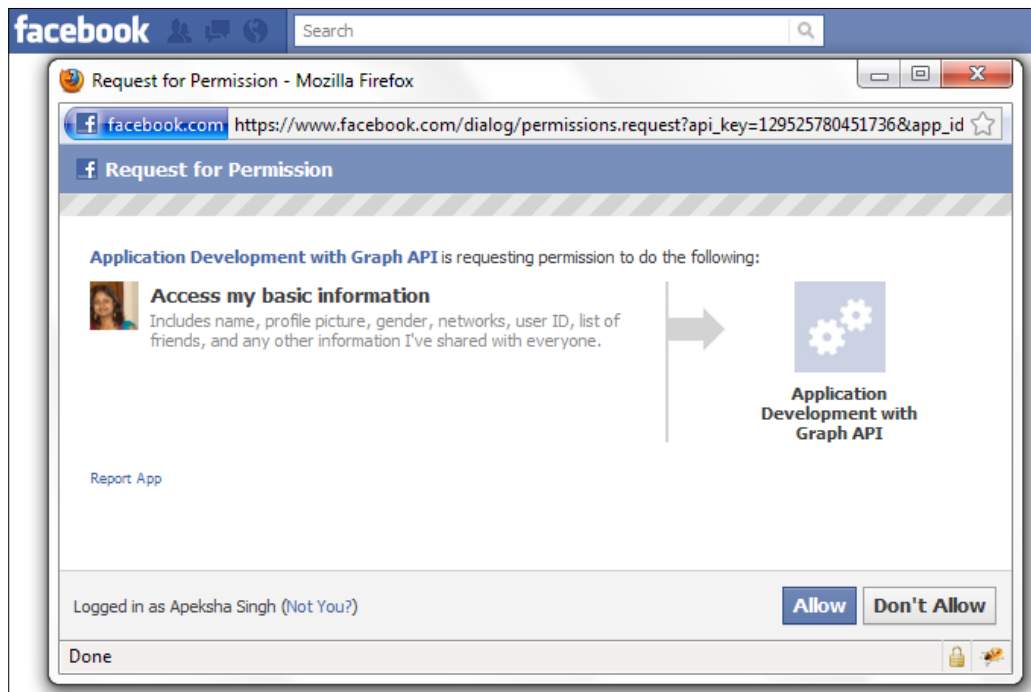 facebook Search
Request for Permission - Mozilla Firefox
facebook.com https://www.facebook.com/dialog/permissions.request?api_key=129525780451736&app_id
Request for Permission
Application Development with Graph API is requesting permission to do the following:
Access my basic information
Includes name, profile picture, gender, networks, user ID, list of
friends, and any other information I've shared with everyone.
Application
Development with
Graph API
Report App
Logged in as Apeksha Singh (Not You?)
Allow Don't Allow
Done